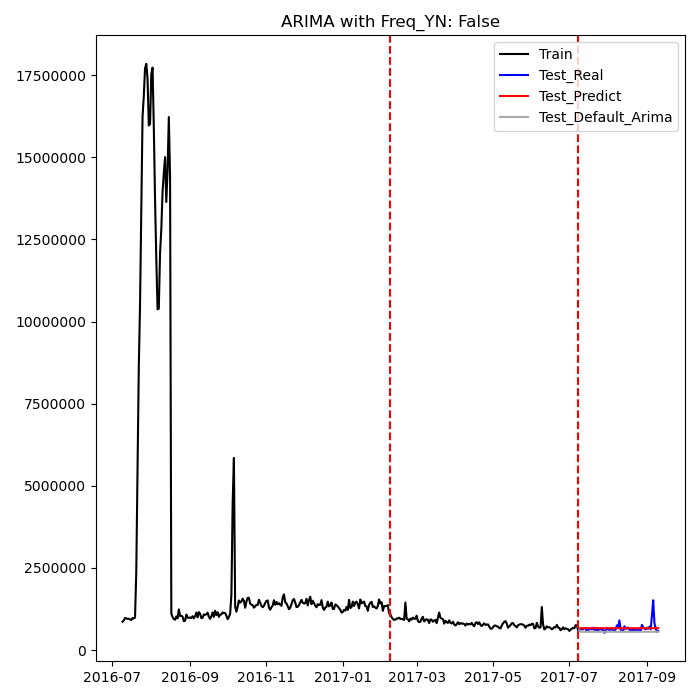 ARIMA with Freq_YN: False
Train
Test_Real
Test_Predict
Test_Default_Arima
17500000
15000000
12500000
10000000
7500000
5000000
2500000
0
2016-07 2016-09 2016-11 2017-01 2017-03 2017-05 2017-07 2017-09